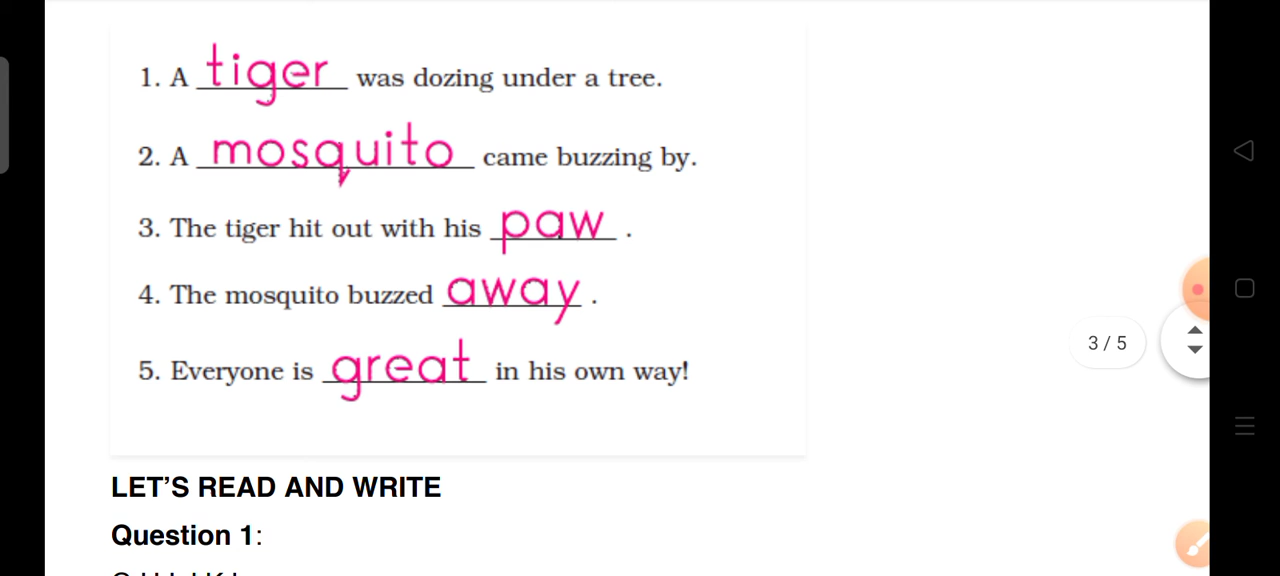 1. A tiger was dozing under a tree.
2. A mosquito came buzzing by.
3. The tiger hit out with his paw .
4. The mosquito buzzed away .
5. Everyone is great in his own way!
3 / 5
LET'S READ AND WRITE
Question 1: